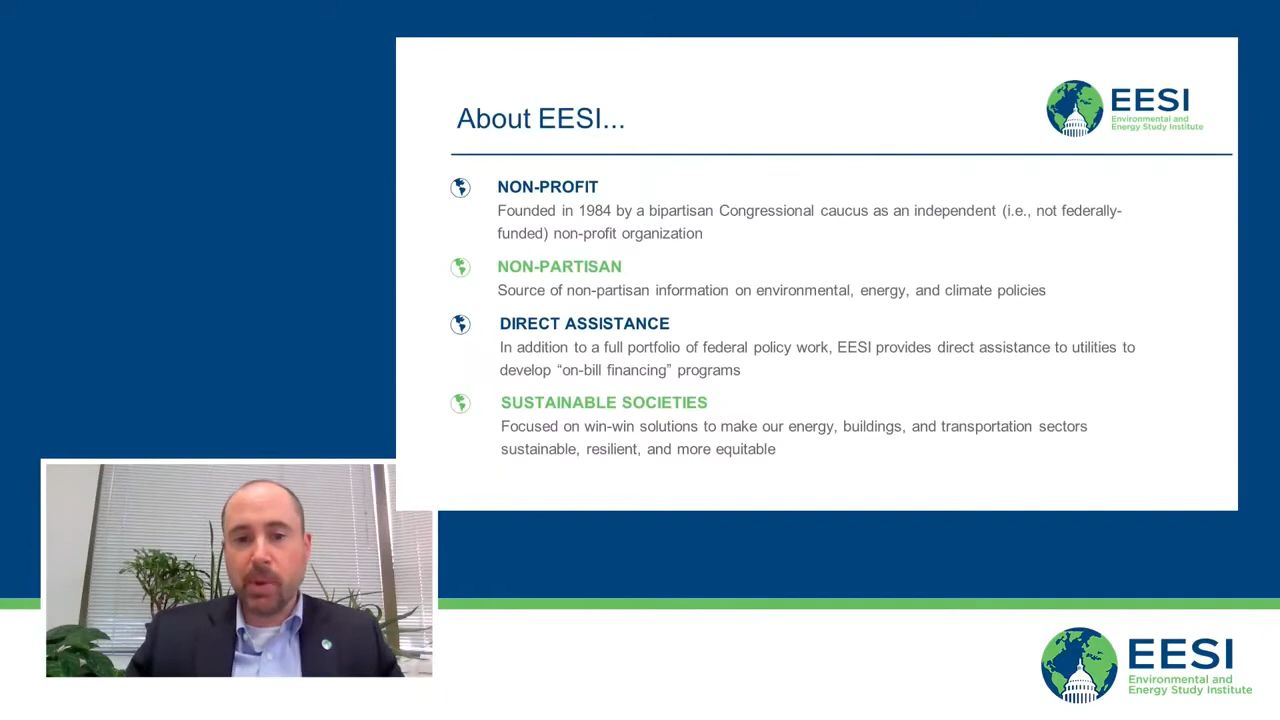 About EESI...
EESI
Environmental and
Energy Study Institute
NON-PROFIT
Founded in 1984 by a bipartisan Congressional caucus as an independent (i.e., not federally-
funded) non-profit organization
NON-PARTISAN
Source of non-partisan information on environmental, energy, and climate policies
DIRECT ASSISTANCE
In addition to a full portfolio of federal policy work, EESI provides direct assistance to utilities to
develop “on-bill financing” programs
SUSTAINABLE SOCIETIES
Focused on win-win solutions to make our energy, buildings, and transportation sectors
sustainable, resilient, and more equitable
EESI
Environmental and
Energy Study Institute